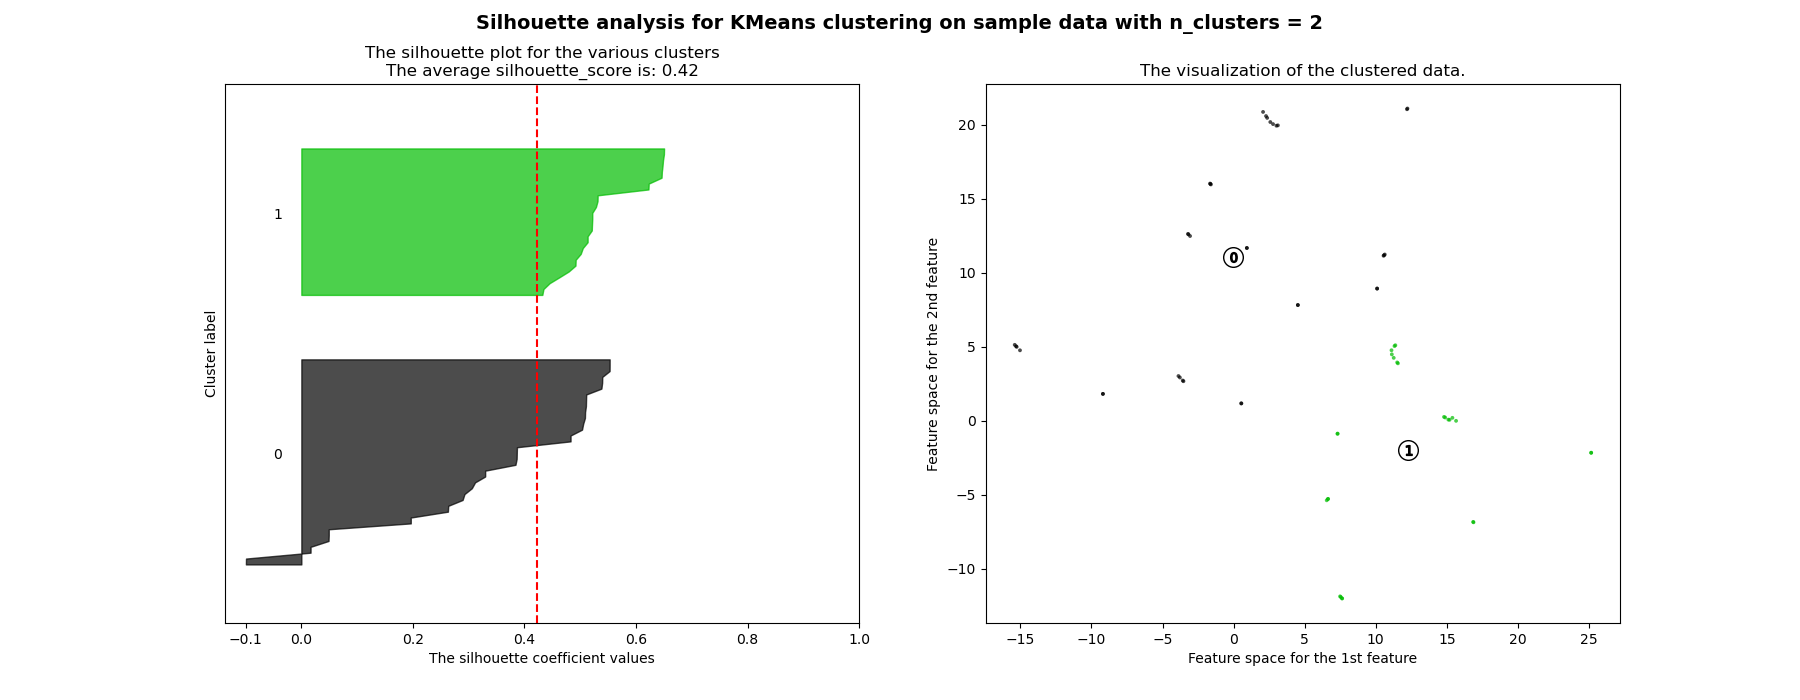 Silhouette analysis for KMeans clustering on sample data with n_clusters = 2
The silhouette plot for the various clusters
The average silhouette_score is: 0.42
Cluster label
1
0
−0.1 0.0 0.2 0.4 0.6 0.8 1.0
The silhouette coefficient values
The visualization of the clustered data.
Feature space for the 2nd feature
20
15
10
5
0
−5
−10
0
1
−15 −10 −5 0 5 10 15 20 25
Feature space for the 1st feature